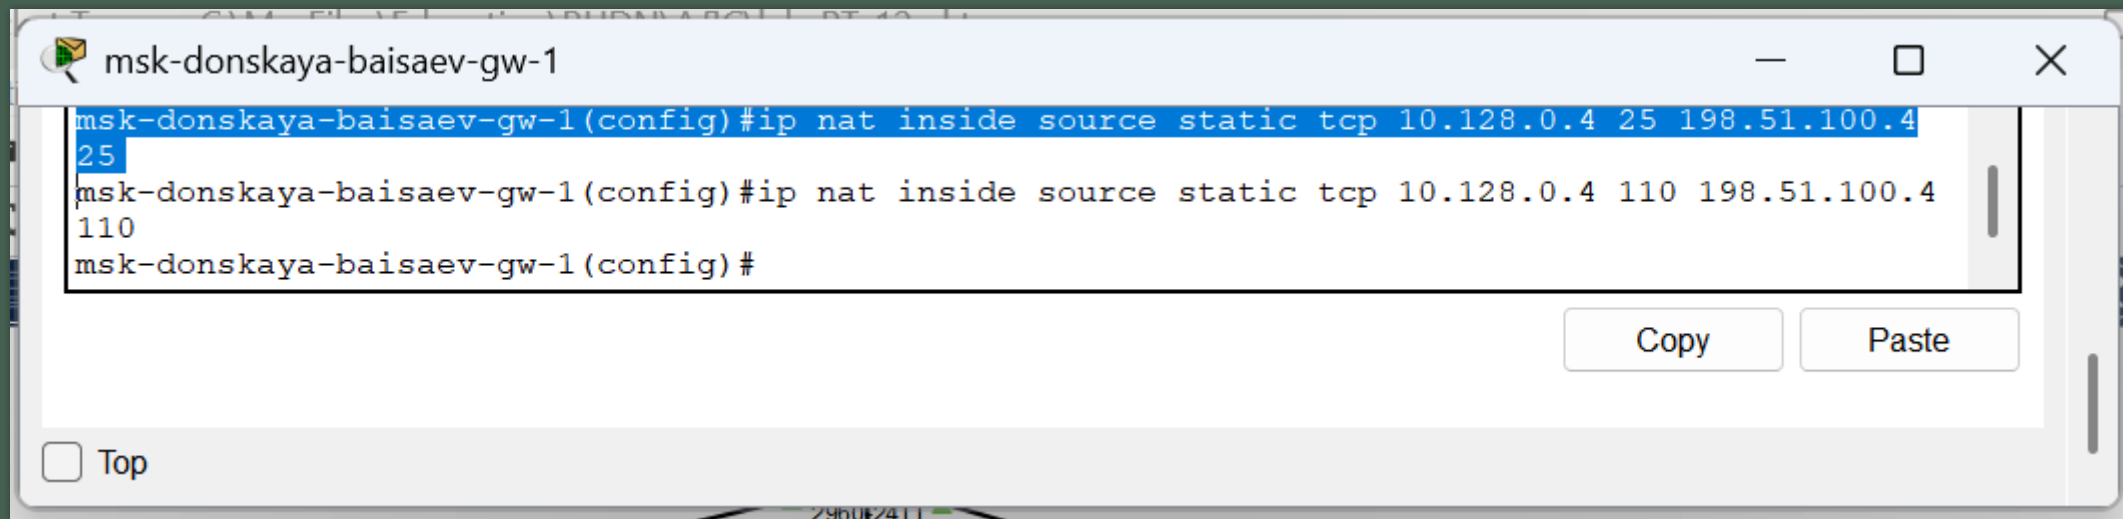 msk-donskaya-baisaev-gw-1
msk-donskaya-baisaev-gw-1(config)#ip nat inside source static tcp 10.128.0.4 25 198.51.100.4
25
msk-donskaya-baisaev-gw-1(config)#ip nat inside source static tcp 10.128.0.4 110 198.51.100.4
110
msk-donskaya-baisaev-gw-1(config)#
Copy Paste
Top